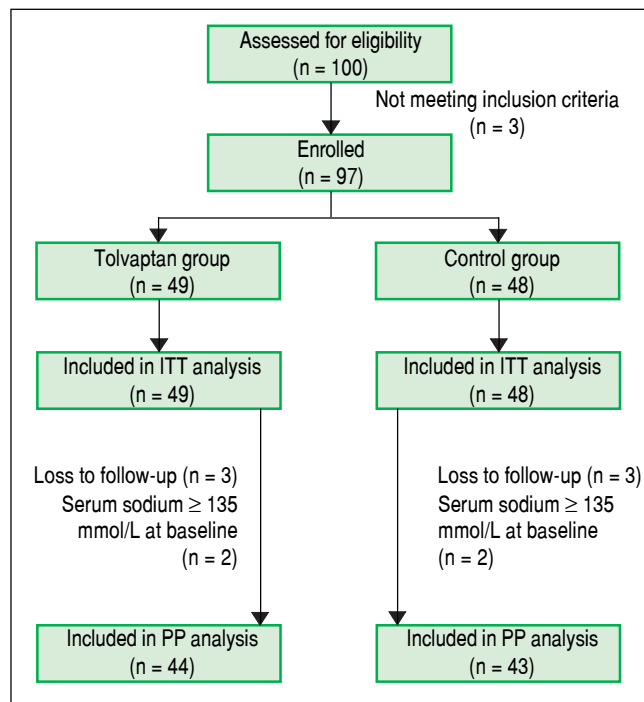 Assessed for eligibility
(n = 100)
Not meeting inclusion criteria
(n = 3)
Enrolled
(n = 97)
Tolvaptan group
(n = 49)
Control group
(n = 48)
Included in ITT analysis
(n = 49)
Included in ITT analysis
(n = 48)
Loss to follow-up (n = 3)
Serum sodium ≥ 135
mmol/L at baseline
(n = 2)
Loss to follow-up (n = 3)
Serum sodium ≥ 135
mmol/L at baseline
(n = 2)
Included in PP analysis
(n = 44)
Included in PP analysis
(n = 43)